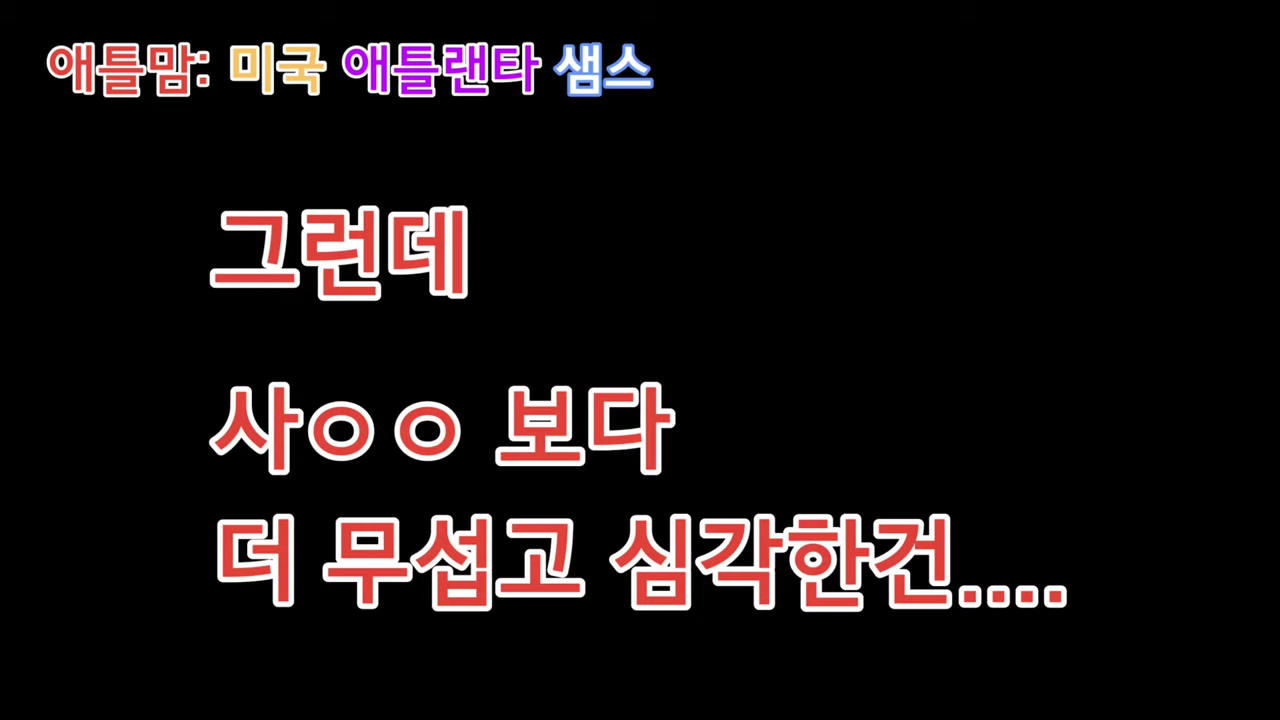 애틀맘: 미국 애틀랜타 샘스
그런데
사ㅇㅇ 보다
더 무섭고 심각한건....